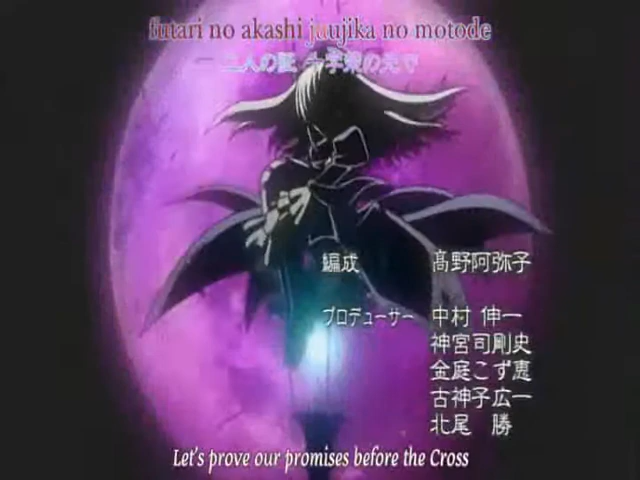 futari no akashi juujika no motode
二人の証 十字架の元で
編成 髙野阿弥子
プロデューサー 中村 伸一
神宮司剛史
金庭こず恵
古神子広一
北尾 勝
Let's prove our promises before the Cross